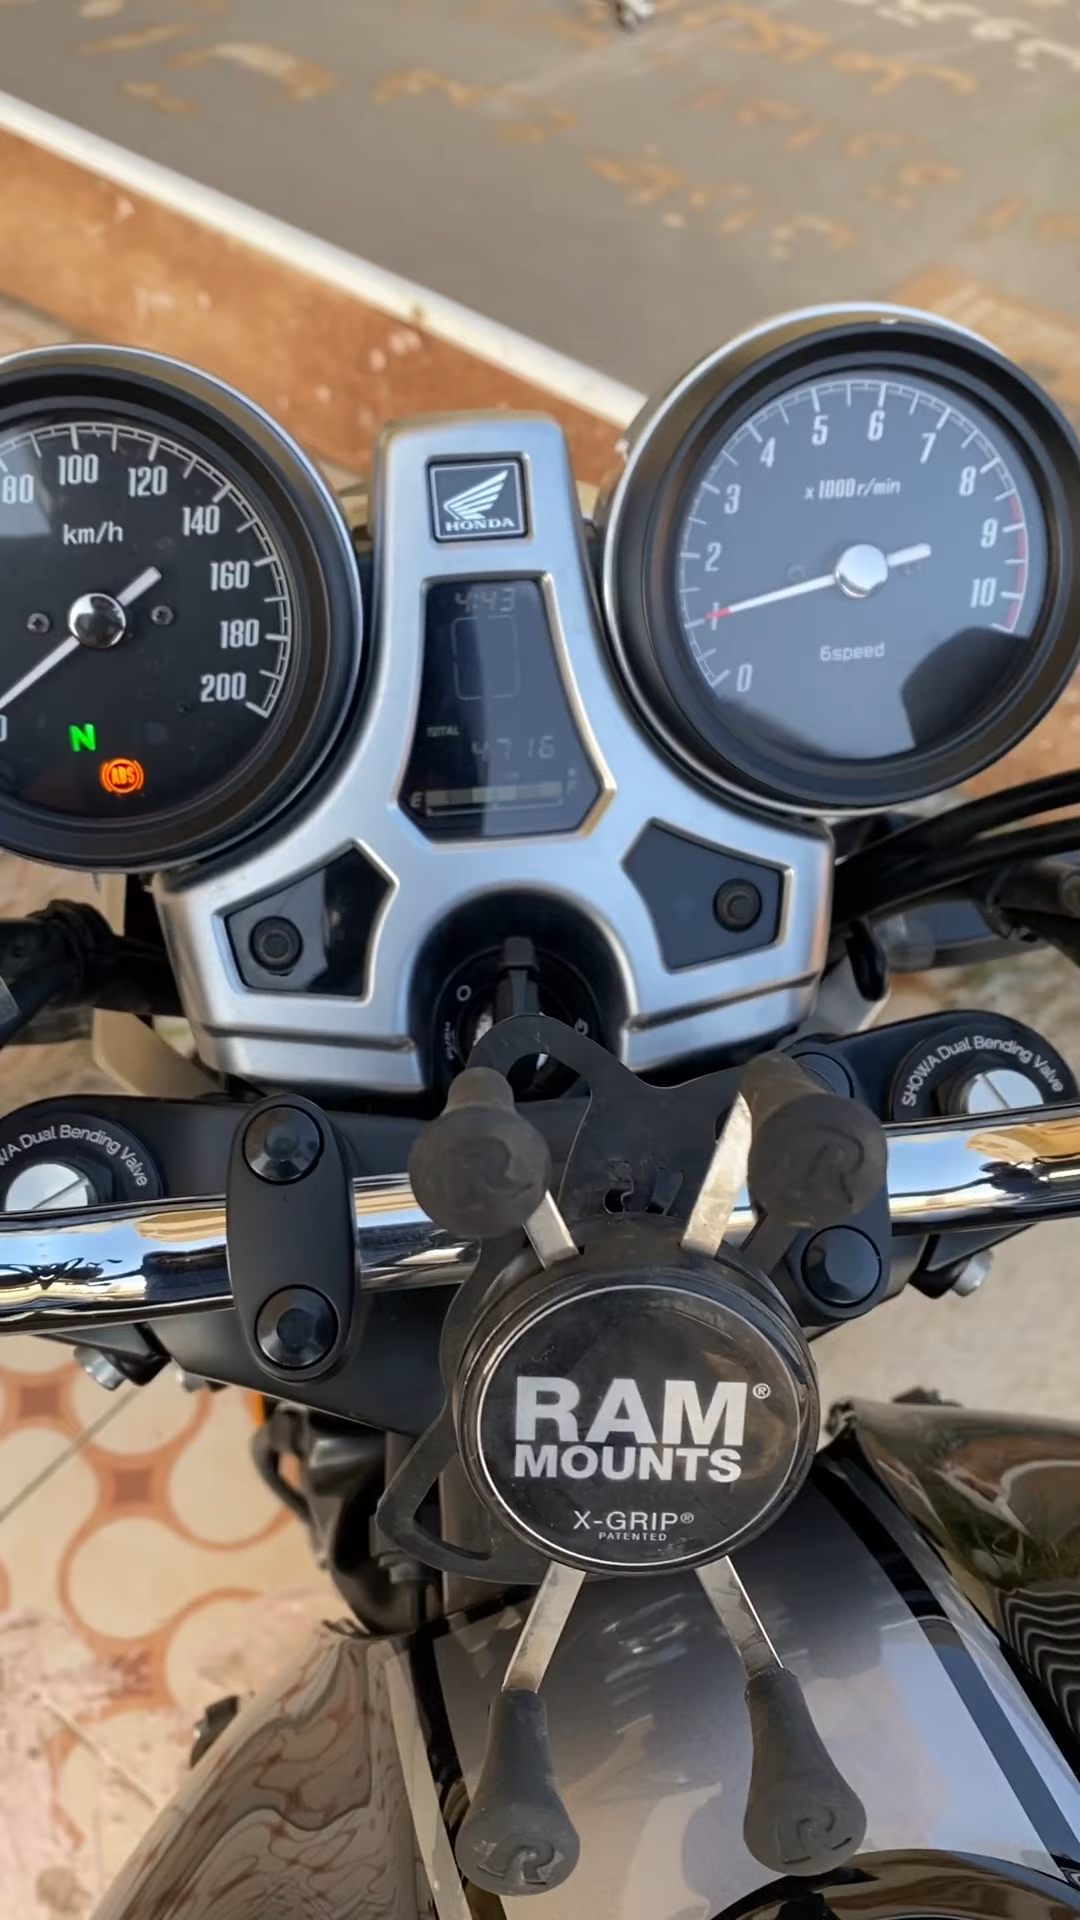 HONDA
80
100
120
140
160
180
200
km/h
N
ABS
4:43
TOTAL
4716
E
F
0
1
2
3
4
5
6
7
8
9
10
x 1000 r/min
6speed
SHOWA Dual Bending Valve
WA Dual Bending Valve
R
R
RAM®
MOUNTS
X-GRIP®
PATENTED
R
R